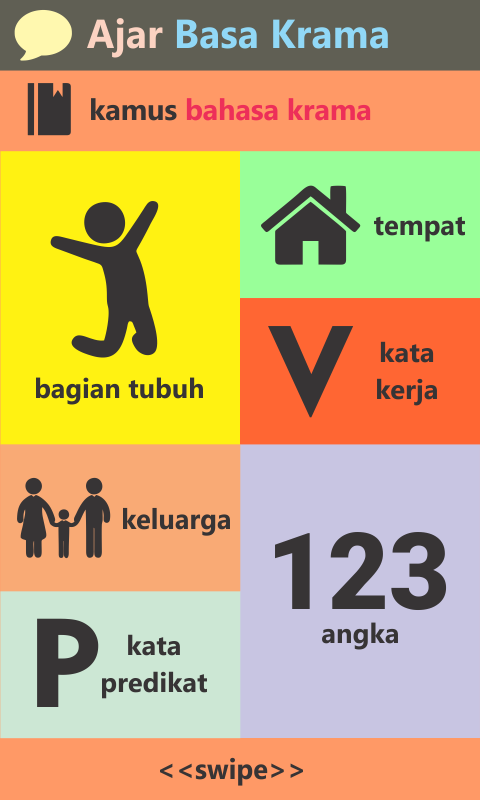 Ajar Basa Krama
kamus bahasa krama
bagian tubuh
tempat
V
kata
kerja
keluarga
P
kata
predikat
123
angka
<<swipe>>